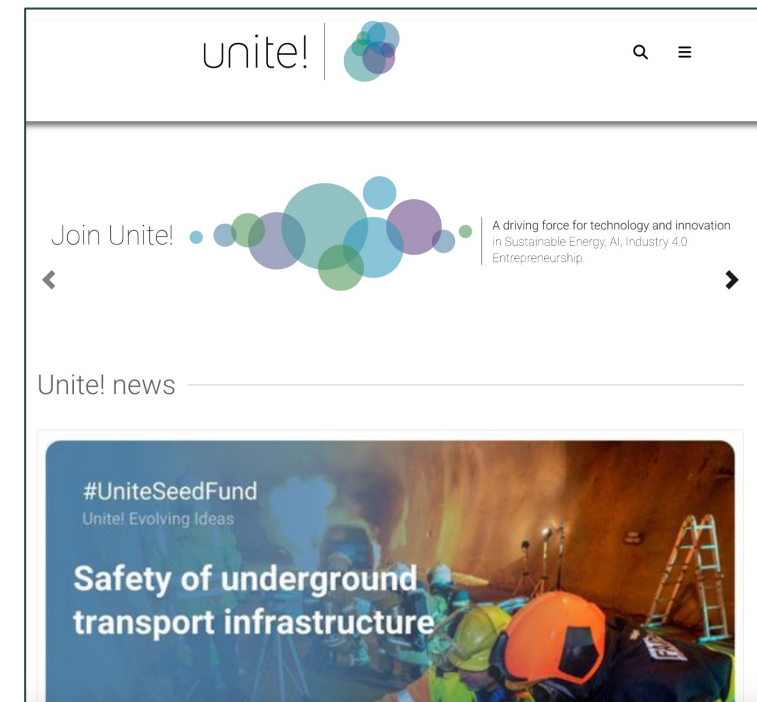 unite!
Join Unite!
A driving force for technology and innovation
in Sustainable Energy, AI, Industry 4.0
Entrepreneurship.
Unite! news
#UniteSeedFund
Unite! Evolving Ideas
Safety of underground
transport infrastructure